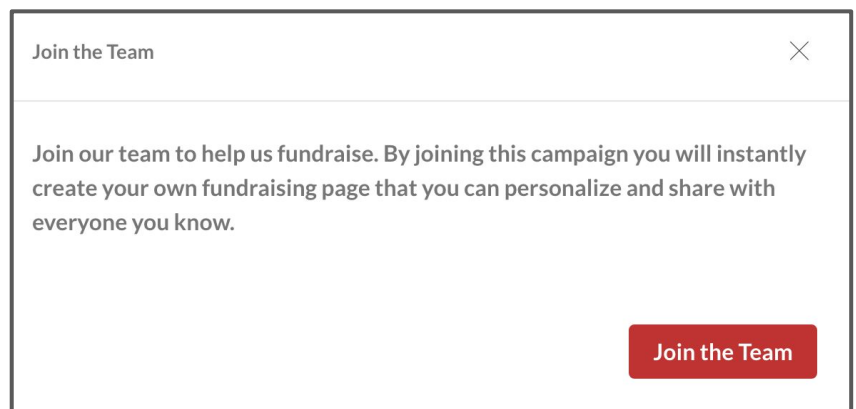 Join the Team
Join our team to help us fundraise. By joining this campaign you will instantly
create your own fundraising page that you can personalize and share with
everyone you know.
Join the Team